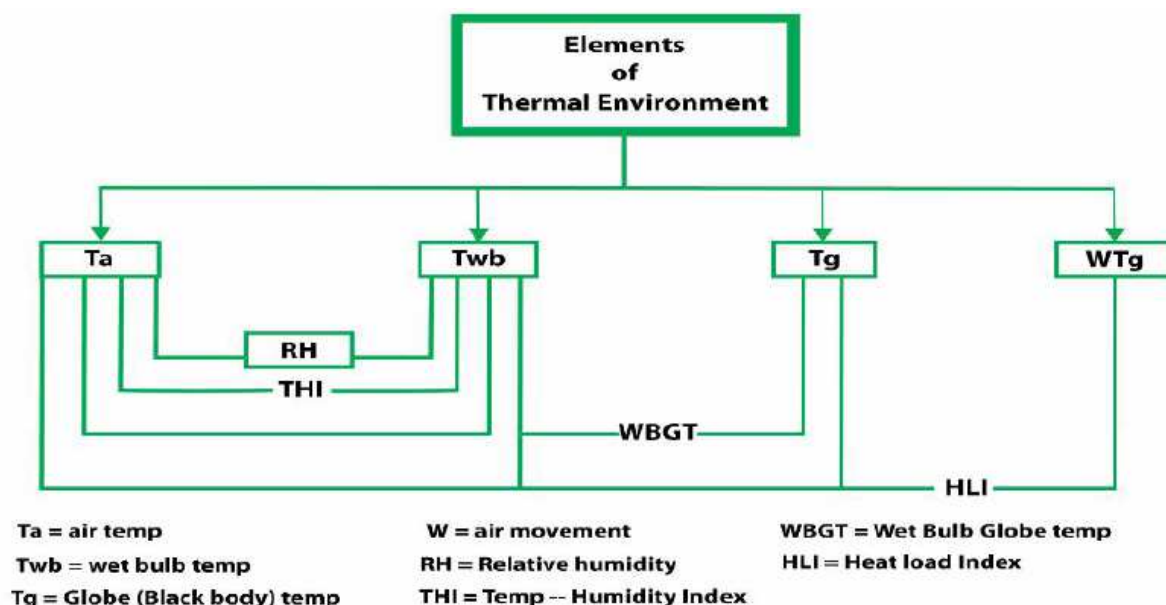 Elements
of
Thermal Environment
Ta
Twb
Tg
WTg
RH
THI
WBGT
HLI
Ta = air temp
W = air movement
WBGT = Wet Bulb Globe temp
Twb = wet bulb temp
RH = Relative humidity
HLI = Heat load Index
Tg = Globe (Black body) temp
THI = Temp -- Humidity Index